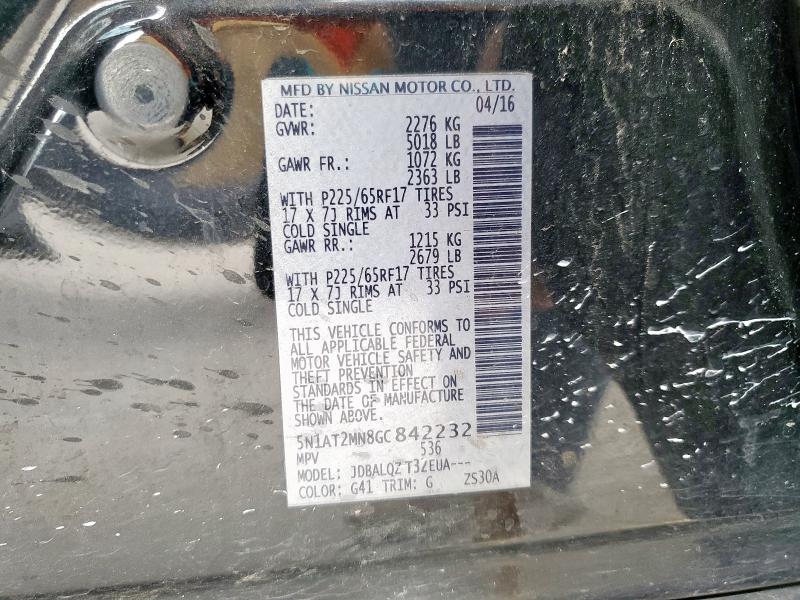 MFD BY NISSAN MOTOR CO., LTD.
DATE: 04/16
GVWR: 2276 KG
5018 LB
GAWR FR.: 1072 KG
2363 LB
WITH P225/65RF17 TIRES
17 X 7J RIMS AT 33 PSI
COLD SINGLE
GAWR RR.: 1215 KG
2679 LB
WITH P225/65RF17 TIRES
17 X 7J RIMS AT 33 PSI
COLD SINGLE
THIS VEHICLE CONFORMS TO
ALL APPLICABLE FEDERAL
MOTOR VEHICLE SAFETY AND
THEFT PREVENTION
STANDARDS IN EFFECT ON
THE DATE OF MANUFACTURE
SHOWN ABOVE.
5N1AT2MN8GC842232
MPV 536
MODEL: JDBALQZ T32EUA---
COLOR: G41 TRIM: G ZS30A